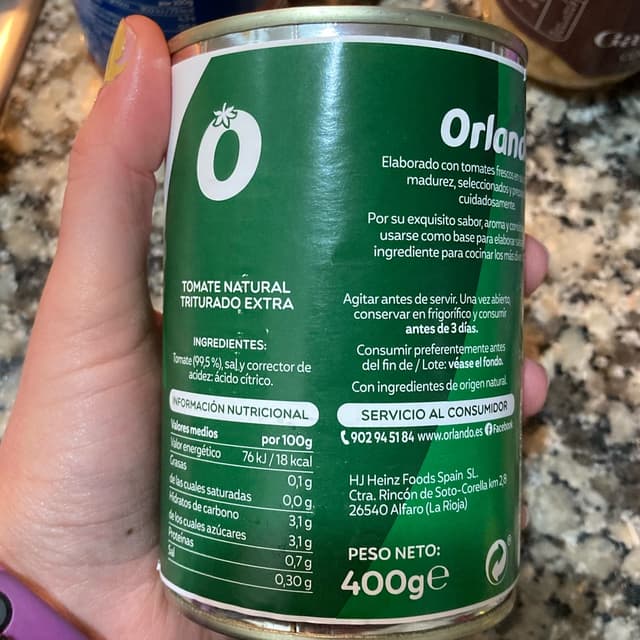 O
TOMATE NATURAL
TRITURADO EXTRA
INGREDIENTES:
Tomate (99,5 %), sal, y corrector de
acidez: ácido cítrico.
INFORMACIÓN NUTRICIONAL
Valores medios por 100g
Valor energético 76 kJ / 18 kcal
Grasas 0,1 g
de las cuales saturadas 0,0 g
Hidratos de carbono 3,1 g
de los cuales azúcares 3,1 g
Proteínas 0,7 g
Sal 0,30 g
Orlando
Elaborado con tomates frescos en
madurez, seleccionados y
cuidadosamente.
Por su exquisito sabor, aroma y
usarse como base para elaborar
ingrediente para cocinar los más
Agitar antes de servir. Una vez abierto,
conservar en frigorífico y consumir
antes de 3 días.
Consumir preferentemente antes
del fin de / Lote: véase el fondo.
Con ingredientes de origen natural.
SERVICIO AL CONSUMIDOR
902 94 51 84 www.orlando.es Facebook
HJ Heinz Foods Spain SL.
Ctra. Rincón de Soto-Corella km 2,8
26540 Alfaro (La Rioja)
PESO NETO:
400g e